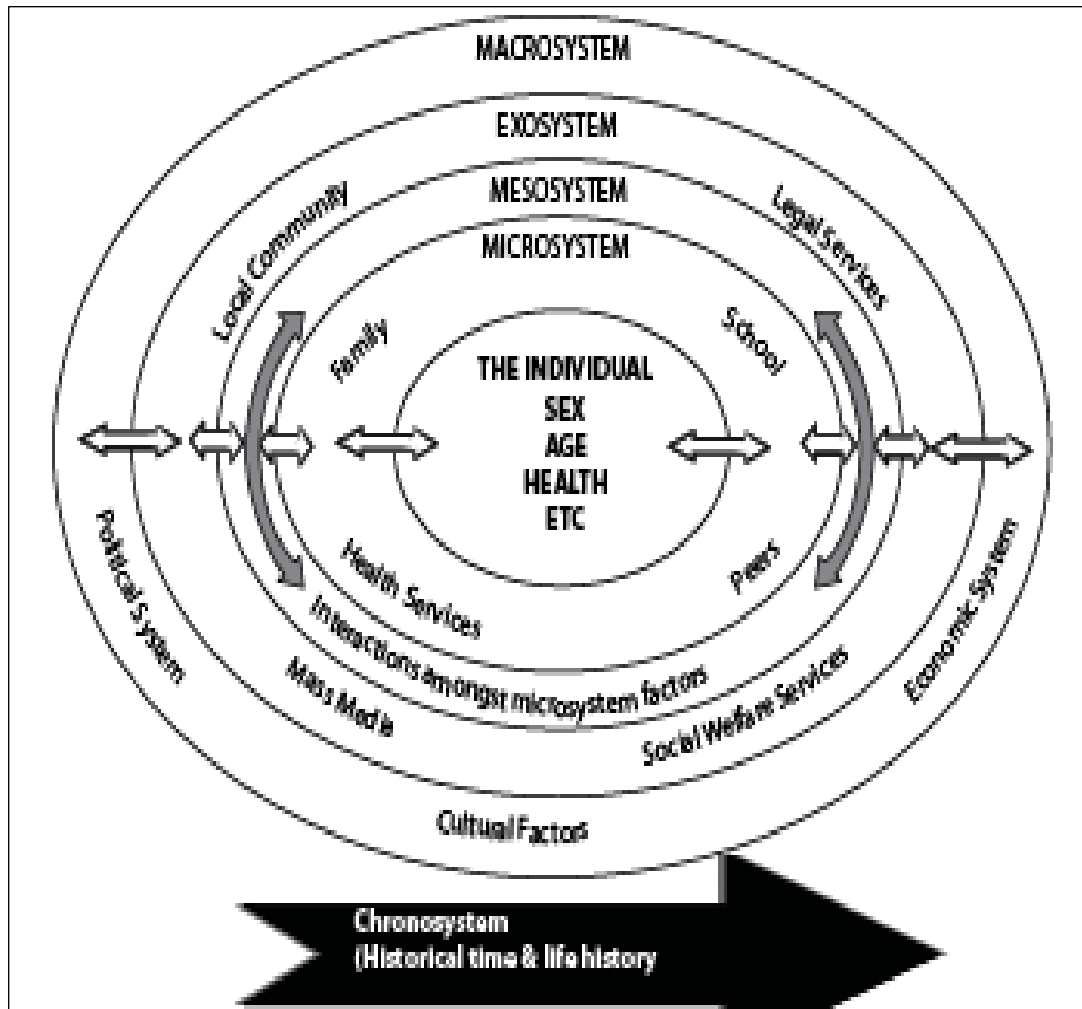 MACROSYSTEM
EXOSYSTEM
MESOSYSTEM
MICROSYSTEM
Local Community
Legal Services
Family
School
THE INDIVIDUAL
SEX
AGE
HEALTH
ETC
Health Services
Peers
Interactions amongst microsystem factors
Political System
Mass Media
Social Welfare Services
Economic System
Cultural Factors
Chronosystem
(Historical time & life history